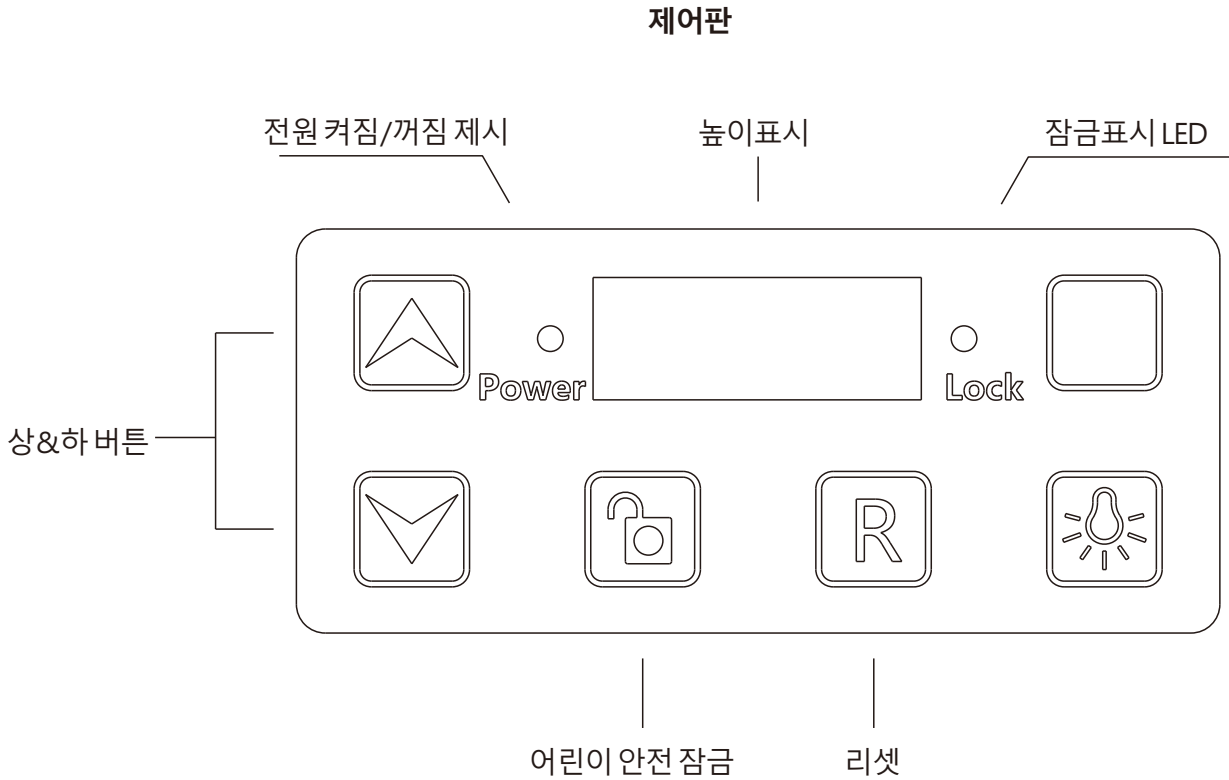 제어판
전원 켜짐/꺼짐 제시
높이표시
잠금표시 LED
Power
Lock
상&하 버튼
R
어린이 안전 잠금
리셋